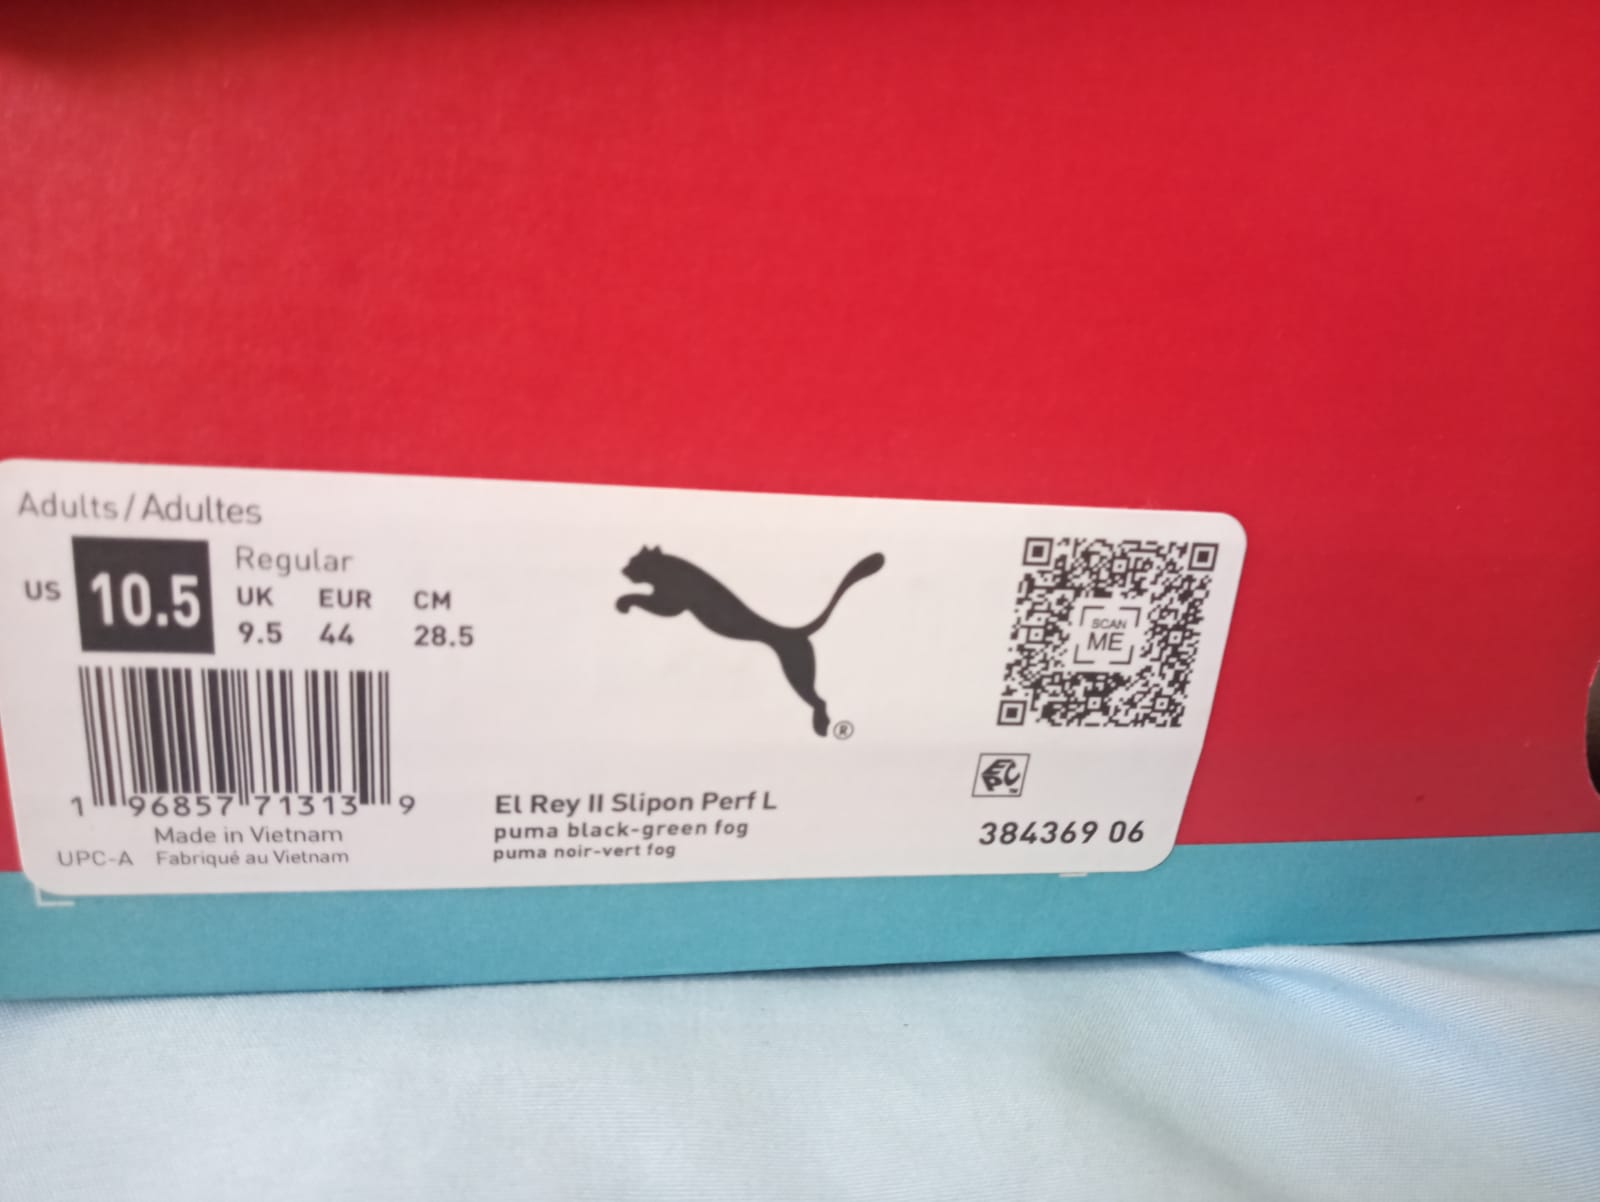 Adults/Adultes
US 10.5
Regular
UK EUR CM
9.5 44 28.5
1 96857 71313 9
Made in Vietnam
UPC-A Fabriqué au Vietnam
®
El Rey II Slipon Perf L
puma black-green fog
puma noir-vert fog
SCAN
ME
384369 06